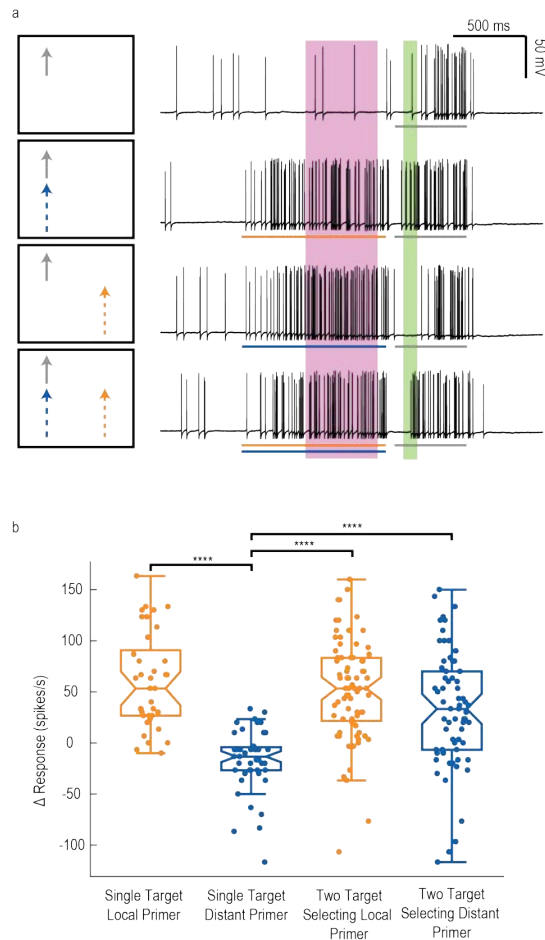 a
500 ms
50 mV
b
****
****
****
Δ Response (spikes/s)
150
100
50
0
-50
-100
Single Target
Local Primer
Single Target
Distant Primer
Two Target
Selecting Local
Primer
Two Target
Selecting Distant
Primer